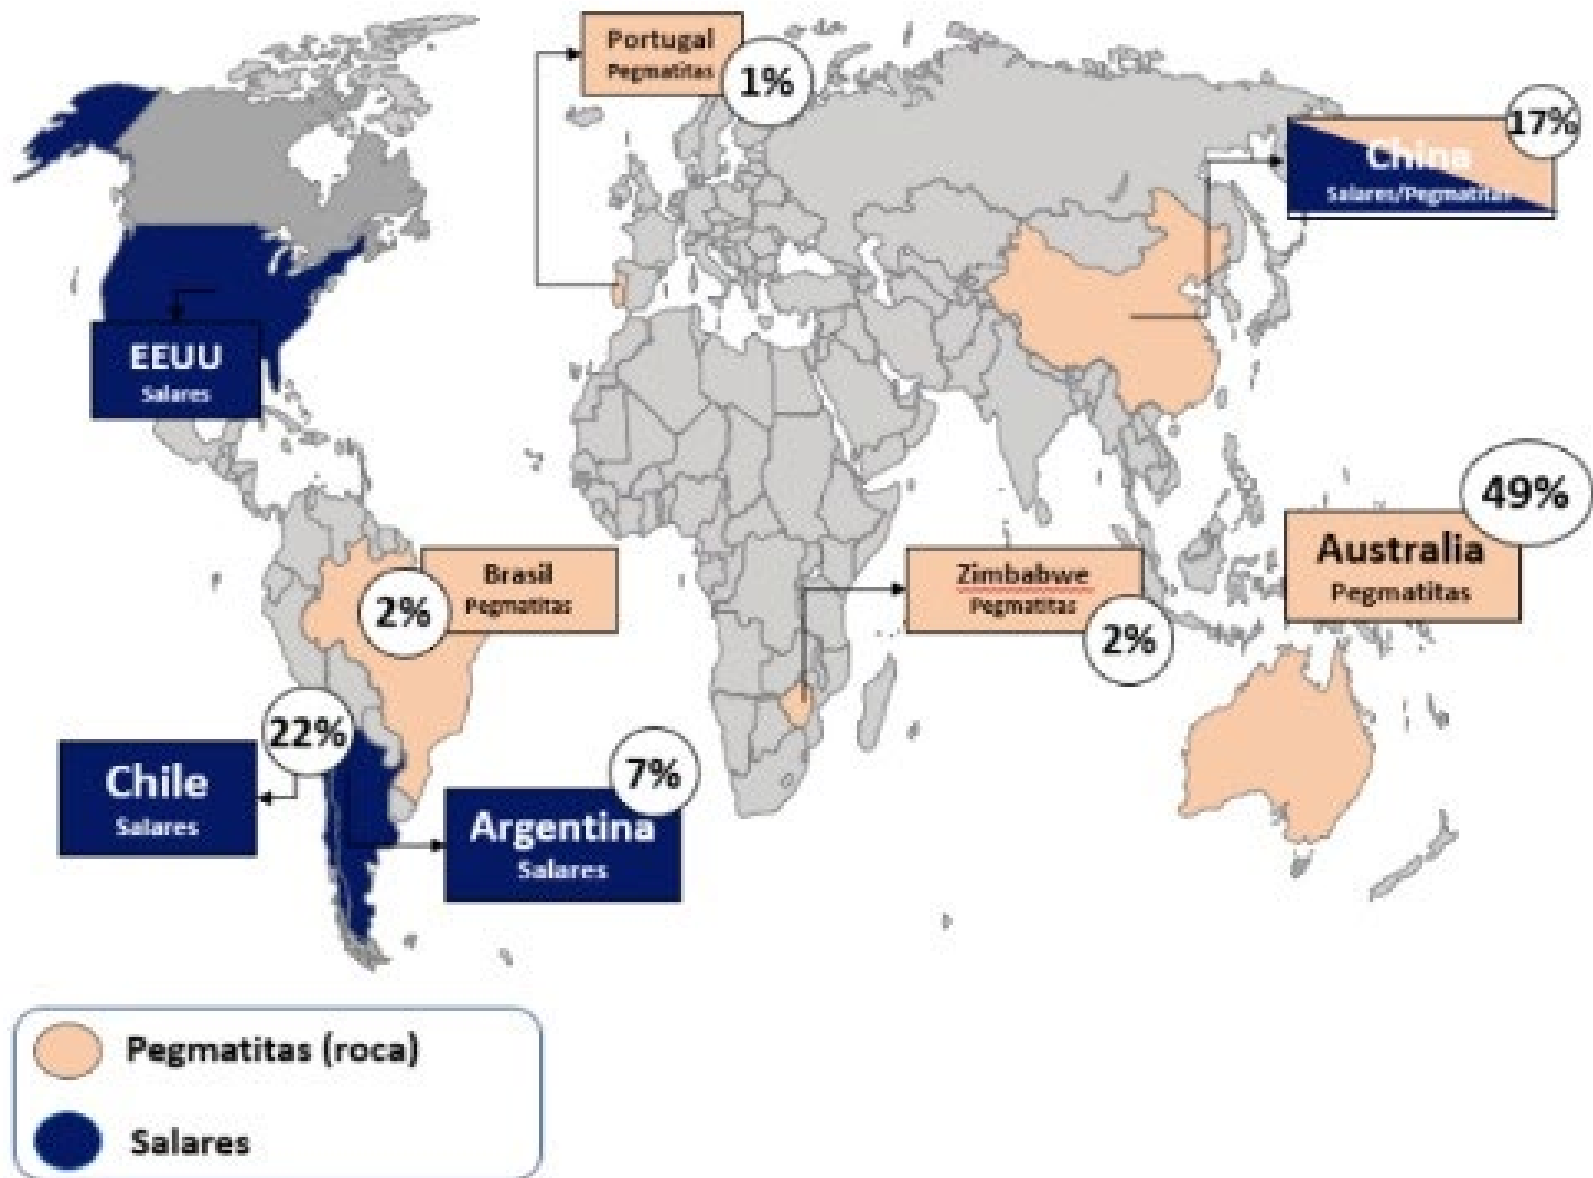 Portugal
Pegmatitas
1%
17%
China
Salares/Pegmatitas
EEUU
Salares
49%
Australia
Pegmatitas
Brasil
Pegmatitas
2%
Zimbabwe
Pegmatitas
2%
22%
Chile
Salares
7%
Argentina
Salares
Pegmatitas (roca)
Salares